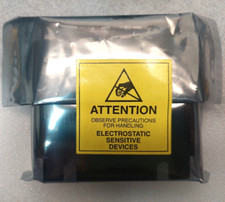 ATTENTION
OBSERVE PRECAUTIONS
FOR HANDLING
ELECTROSTATIC
SENSITIVE
DEVICES